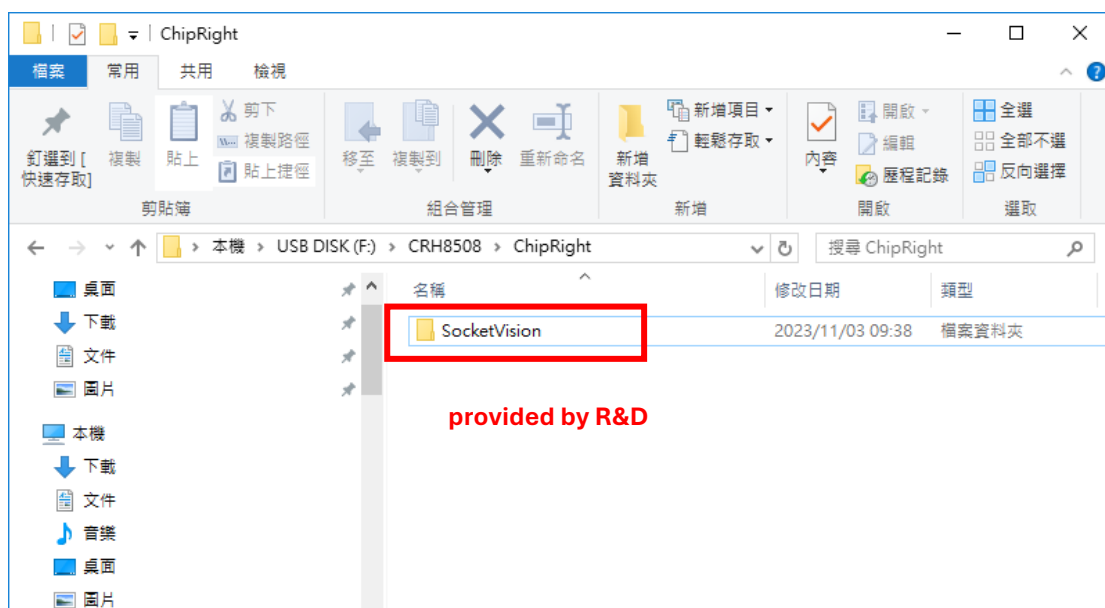 ChipRight
檔案 常用 共用 檢視
釘選到 [
快速存取]
複製
貼上
剪下
複製路徑
貼上捷徑
剪貼簿
移至
複製到
刪除
重新命名
組合管理
新增
資料夾
新增項目
輕鬆存取
新增
內容
開啟
編輯
歷程記錄
開啟
全選
全部不選
反向選擇
選取
本機 › USB DISK (F:) › CRH8508 › ChipRight
搜尋 ChipRight
名稱 修改日期 類型
SocketVision 2023/11/03 09:38 檔案資料夾
provided by R&D
桌面
下載
文件
圖片
本機
下載
文件
音樂
桌面
圖片